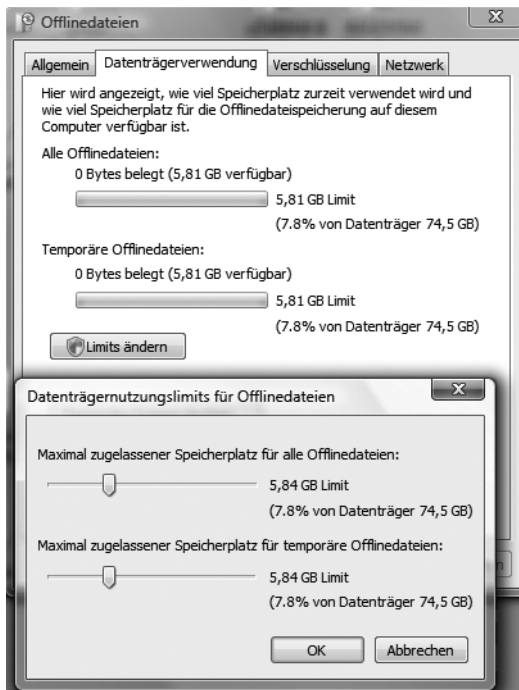 Offlinedateien
Allgemein Datenträgerverwendung Verschlüsselung Netzwerk
Hier wird angezeigt, wie viel Speicherplatz zurzeit verwendet wird und
wie viel Speicherplatz für die Offlinedateispeicherung auf diesem
Computer verfügbar ist.
Alle Offlinedateien:
0 Bytes belegt (5,81 GB verfügbar)
5,81 GB Limit
(7.8% von Datenträger 74,5 GB)
Temporäre Offlinedateien:
0 Bytes belegt (5,81 GB verfügbar)
5,81 GB Limit
(7.8% von Datenträger 74,5 GB)
Limits ändern
Datenträgernutzungslimits für Offlinedateien
Maximal zugelassener Speicherplatz für alle Offlinedateien:
5,84 GB Limit
(7.8% von Datenträger 74,5 GB)
Maximal zugelassener Speicherplatz für temporäre Offlinedateien:
5,84 GB Limit
(7.8% von Datenträger 74,5 GB)
OK Abbrechen